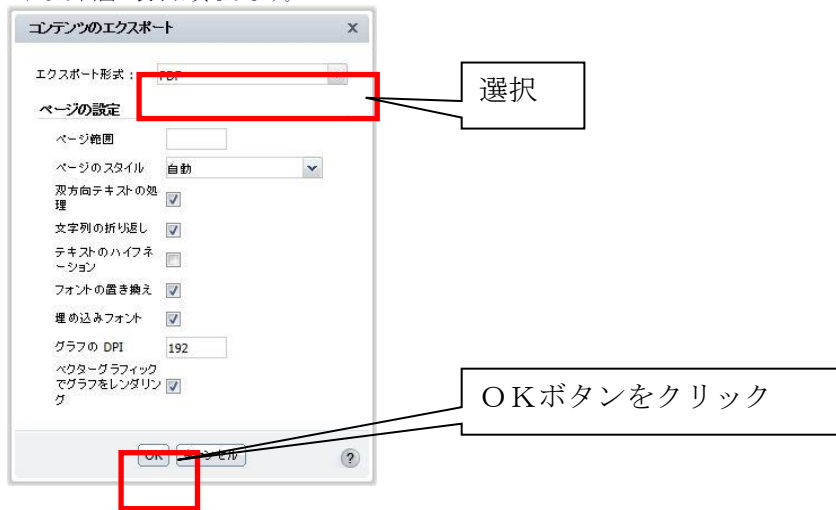 コンテンツのエクスポート x
エクスポート形式：
選択
ページの設定
ページ範囲
ページのスタイル 自動
双方向テキストの処
理
文字列の折り返し
テキストのハイフネ
ーション
フォントの置き換え
埋め込みフォント
グラフの DPI 192
ベクターグラフィック
でグラフをレンダリン
グ
ＯＫボタンをクリック
OK キャンセル
?